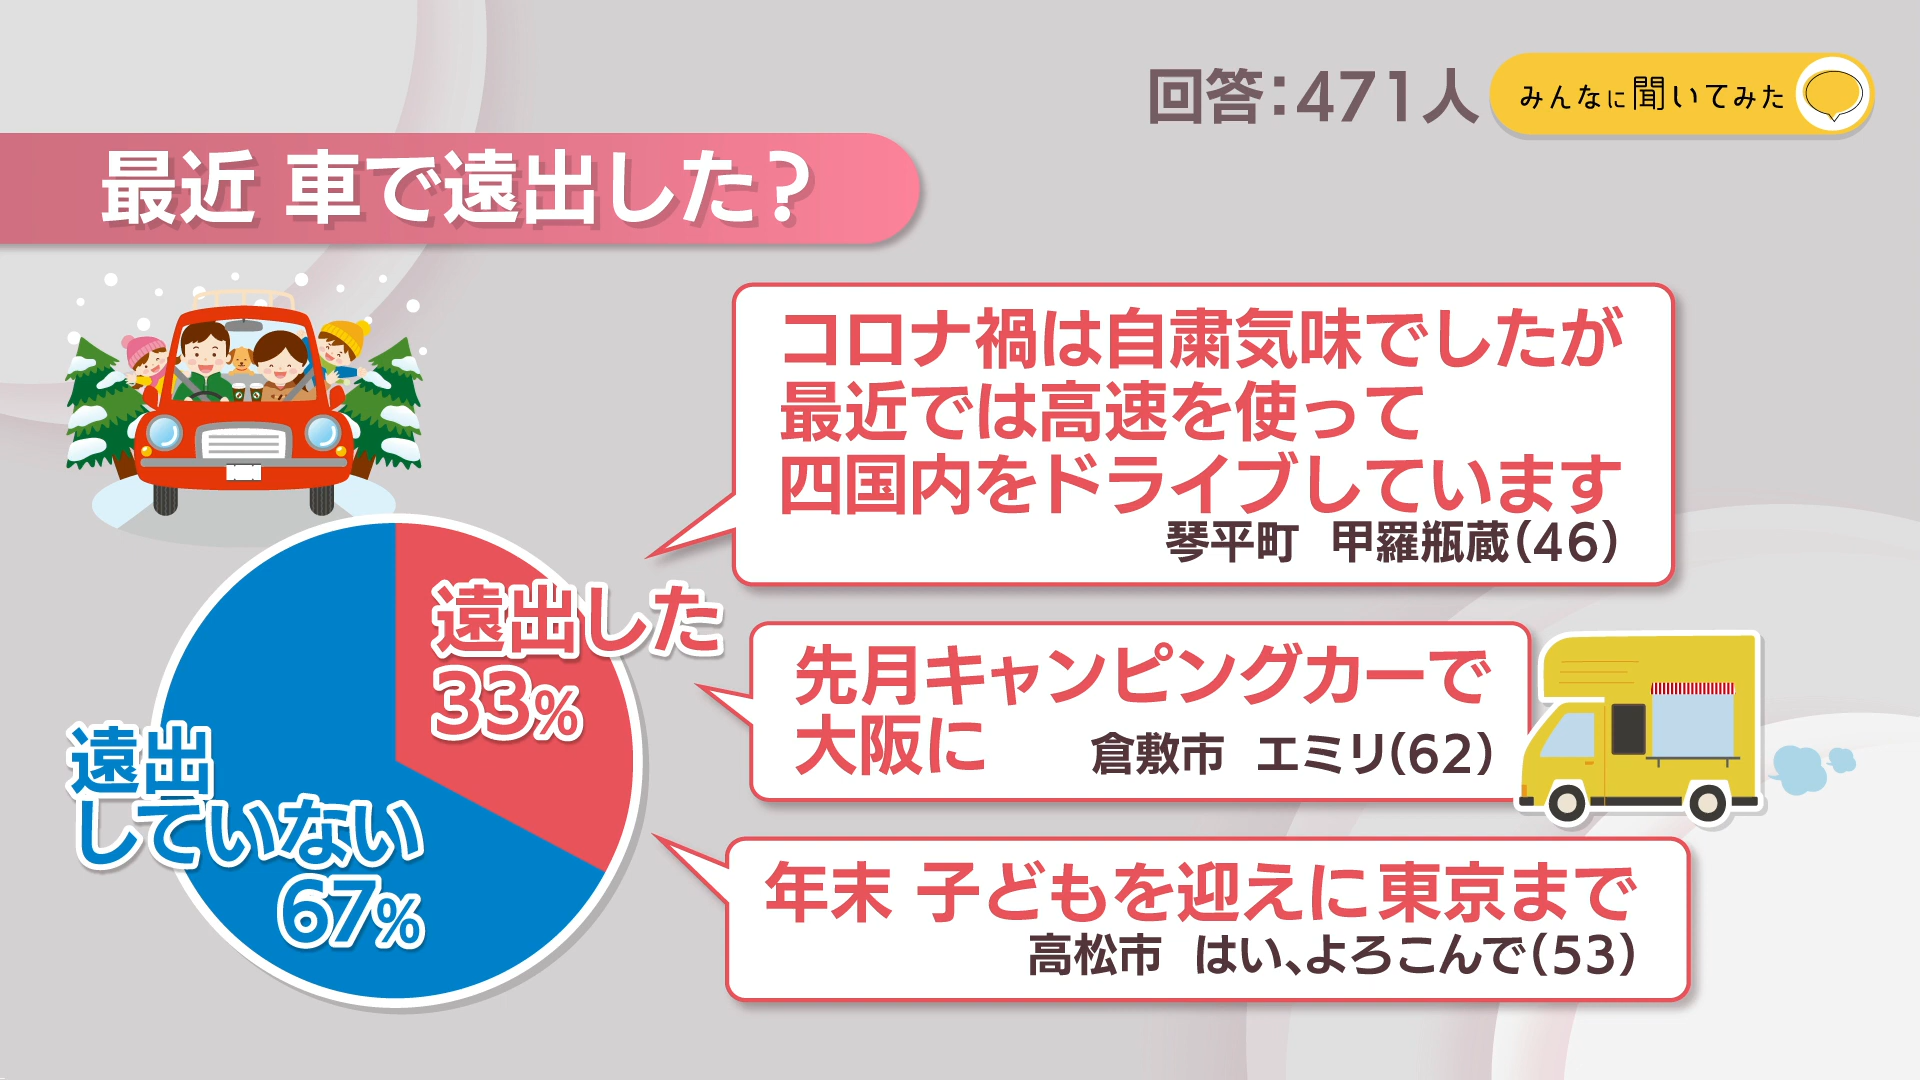 回答：471人
みんなに聞いてみた
最近 車で遠出した？
コロナ禍は自粛気味でしたが
最近では高速を使って
四国内をドライブしています
琴平町 甲羅瓶蔵（46）
遠出した
33%
先月キャンピングカーで
大阪に 倉敷市 エミリ（62）
遠出
していない
67%
年末 子どもを迎えに東京まで
高松市 はい、よろこんで（53）